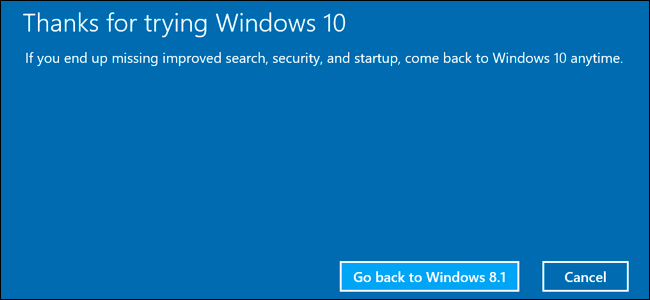 Thanks for trying Windows 10
If you end up missing improved search, security, and startup, come back to Windows 10 anytime.
Go back to Windows 8.1
Cancel